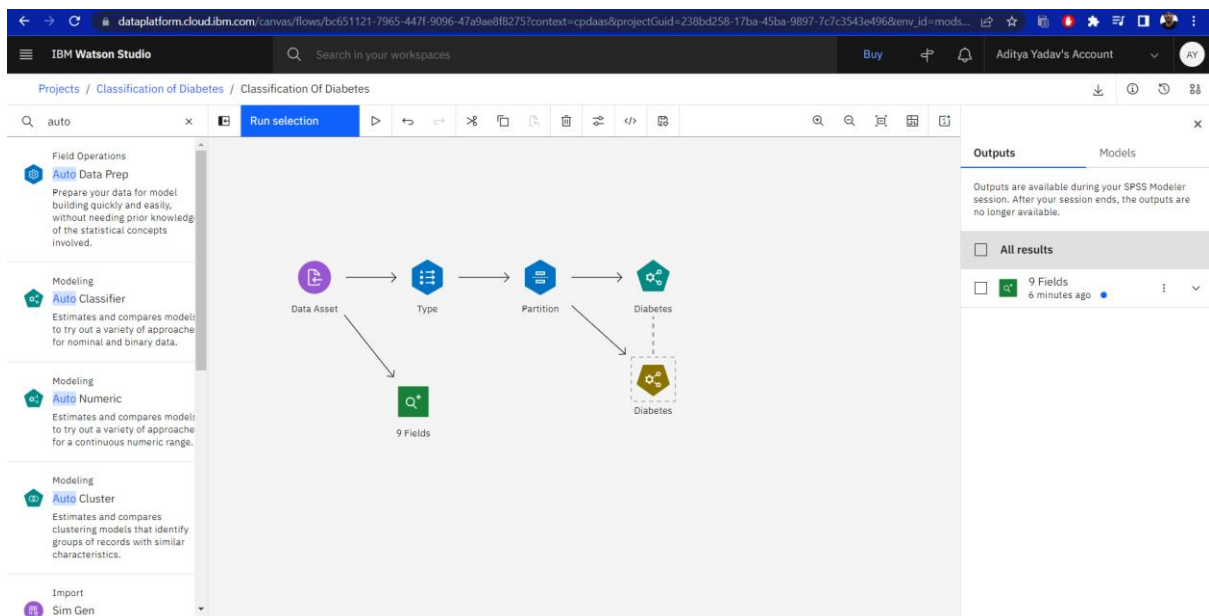 dataplatform.cloud.ibm.com/canvas/flows/bc651121-7965-447f-9096-47a9ae8f8275?context=cpdaas&projectGuid=238bd258-17ba-45ba-9897-7c7c3543e496&env_id=mods...
IBM Watson Studio
Search in your workspaces
Buy
Aditya Yadav's Account
AY
Projects / Classification of Diabetes / Classification Of Diabetes
auto
Run selection
Field Operations
Auto Data Prep
Prepare your data for model
building quickly and easily,
without needing prior knowledg
of the statistical concepts
involved.
Modeling
Auto Classifier
Estimates and compares models
to try out a variety of approache
for nominal and binary data.
Modeling
Auto Numeric
Estimates and compares models
to try out a variety of approache
for a continuous numeric range.
Modeling
Auto Cluster
Estimates and compares
clustering models that identify
groups of records with similar
characteristics.
Import
Sim Gen
Data Asset
Type
Partition
Diabetes
Diabetes
9 Fields
Outputs
Models
Outputs are available during your SPSS Modeler
session. After your session ends, the outputs are
no longer available.
All results
9 Fields
6 minutes ago